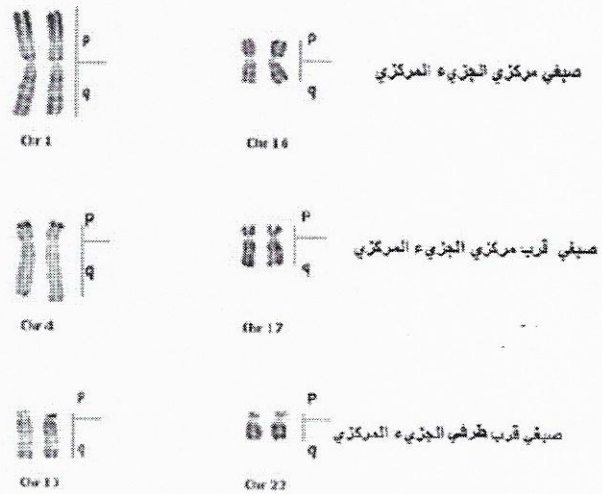 p
p
صبغي مركزي الجزيء المركزي
q
q
Chr 1
Chr 16
p
p
صبغي قرب مركزي الجزيء المركزي
q
q
Chr 4
Chr 17
p
p
صبغي قرب طرفي الجزيء المركزي
q
q
Chr 13
Chr 22